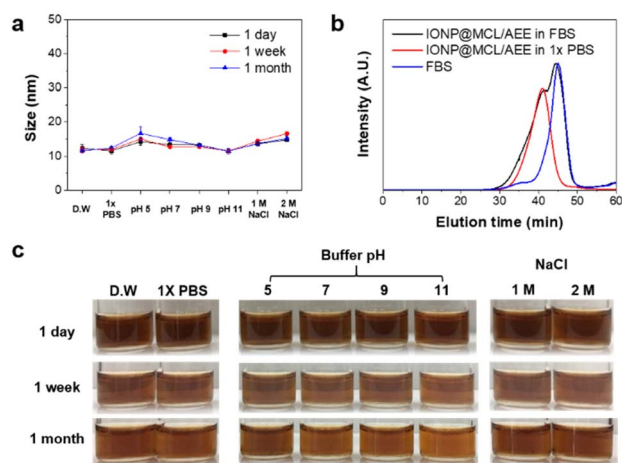 a
50
40
30
20
10
0
Size (nm)
1 day
1 week
1 month
D.W
1x
PBS
pH 5
pH 7
pH 9
pH 11
1 M
NaCl
2 M
NaCl
b
IONP@MCL/AEE in FBS
IONP@MCL/AEE in 1x PBS
FBS
Intensity (A.U.)
0 10 20 30 40 50 60
Elution time (min)
c
Buffer pH
NaCl
D.W 1X PBS 5 7 9 11 1 M 2 M
1 day
1 week
1 month